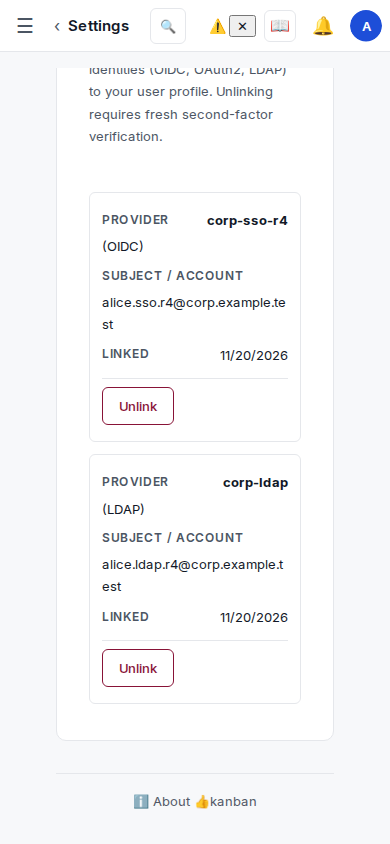 Settings
A
identities (OIDC, OAuth2, LDAP)
to your user profile. Unlinking
requires fresh second-factor
verification.
PROVIDER corp-sso-r4
(OIDC)
SUBJECT / ACCOUNT
alice.sso.r4@corp.example.te
st
LINKED 11/20/2026
Unlink
PROVIDER corp-ldap
(LDAP)
SUBJECT / ACCOUNT
alice.ldap.r4@corp.example.t
est
LINKED 11/20/2026
Unlink
ℹ️ About 👍kanban